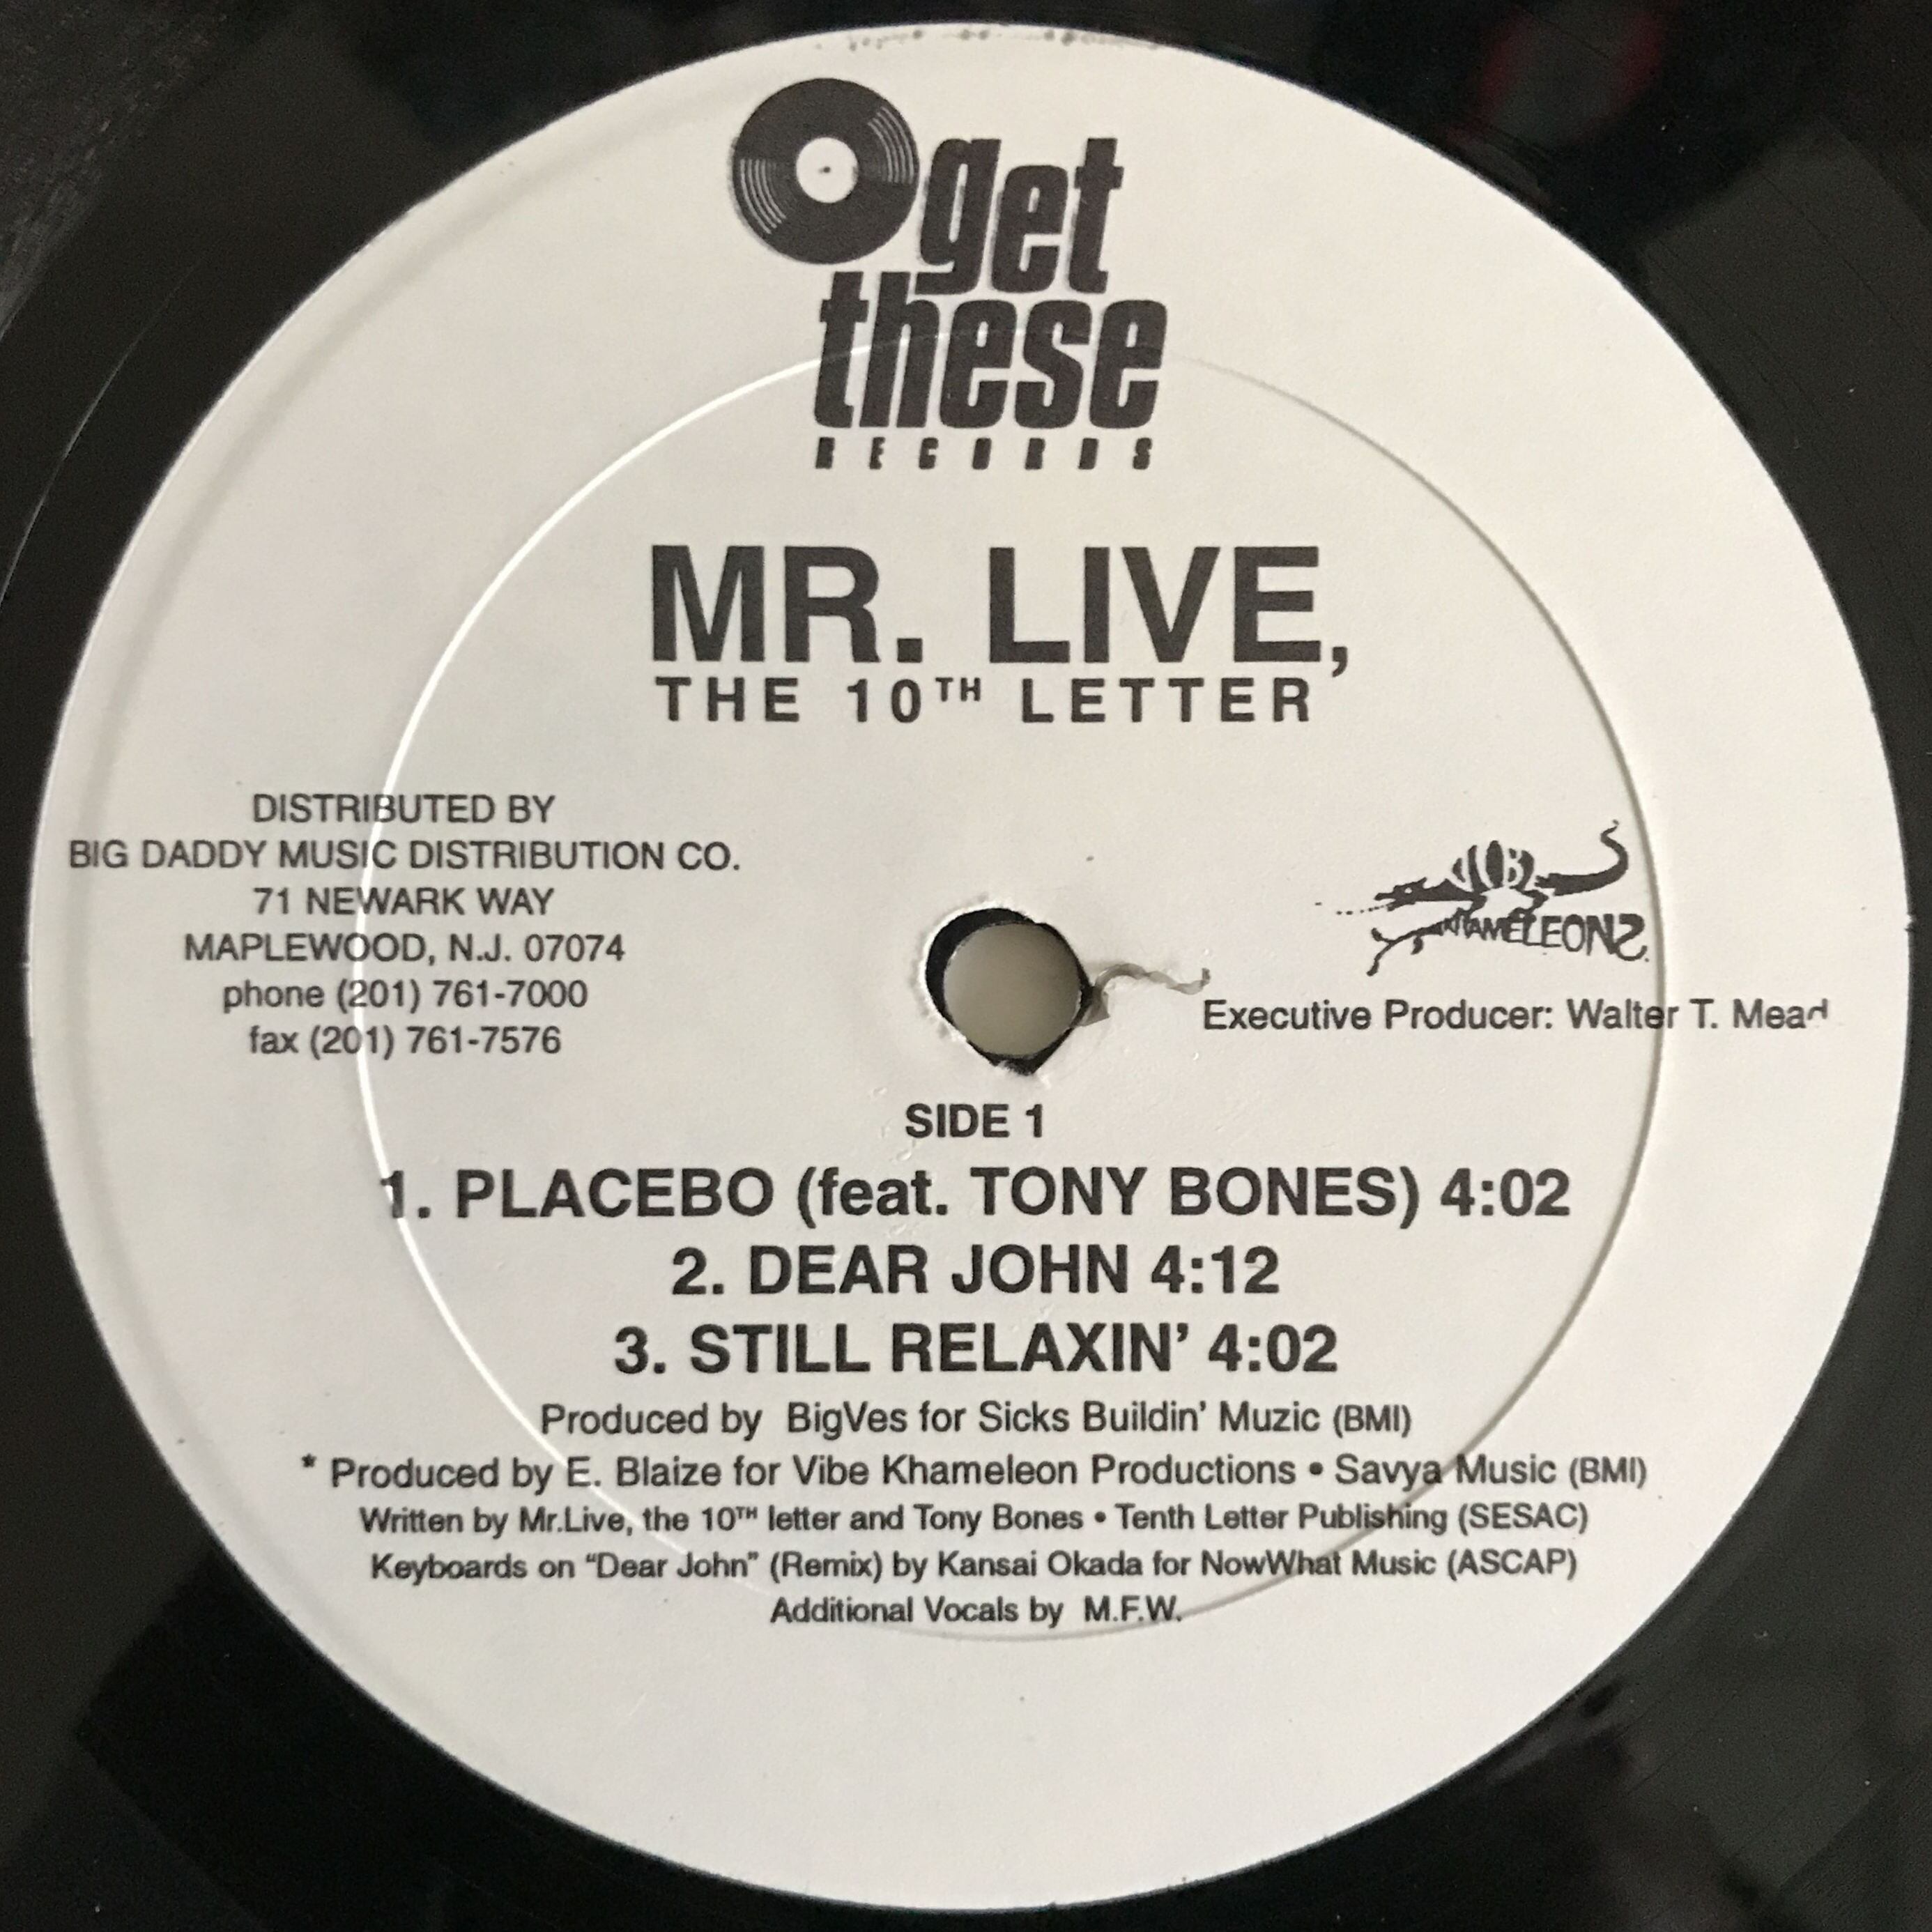 get
these
RECORDS
MR. LIVE,
THE 10TH LETTER
DISTRIBUTED BY
BIG DADDY MUSIC DISTRIBUTION CO.
71 NEWARK WAY
MAPLEWOOD, N.J. 07074
phone (201) 761-7000
fax (201) 761-7576
Executive Producer: Walter T. Mead
SIDE 1
1. PLACEBO (feat. TONY BONES) 4:02
2. DEAR JOHN 4:12
3. STILL RELAXIN’ 4:02
Produced by BigVes for Sicks Buildin’ Muzic (BMI)
* Produced by E. Blaize for Vibe Khameleon Productions • Savya Music (BMI)
Written by Mr.Live, the 10TH letter and Tony Bones • Tenth Letter Publishing (SESAC)
Keyboards on “Dear John” (Remix) by Kansai Okada for NowWhat Music (ASCAP)
Additional Vocals by M.F.W.